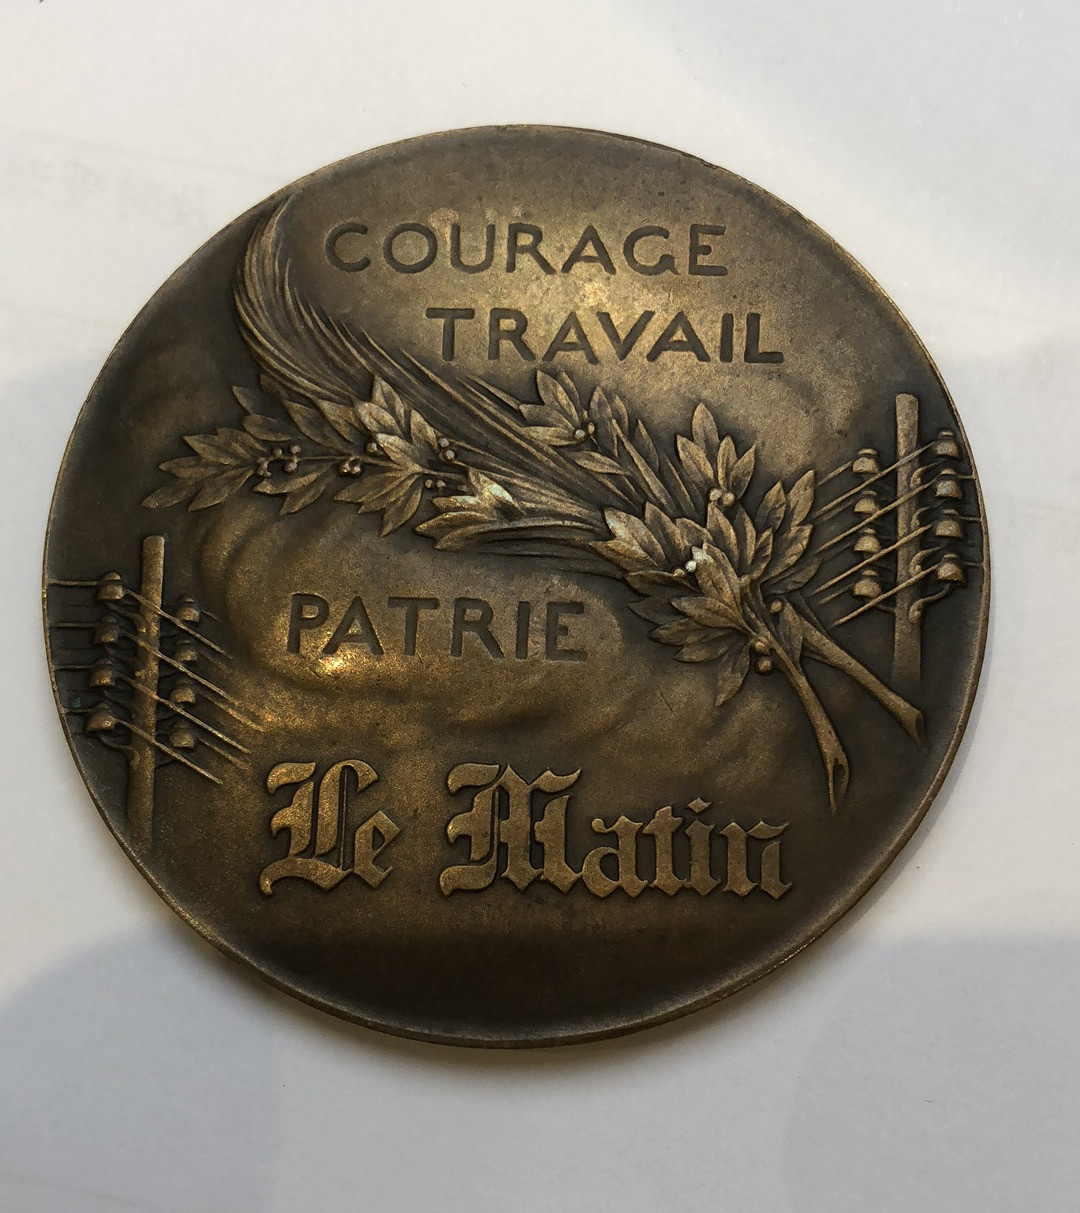 COURAGE
TRAVAIL
PATRIE
Le Matin